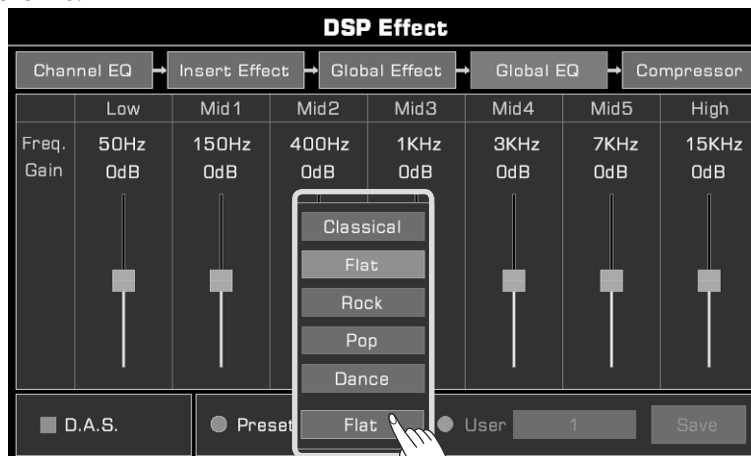 DSP Effect
Channel EQ Insert Effect Global Effect Global EQ Compressor
Low Mid1 Mid2 Mid3 Mid4 Mid5 High
Freq. 50Hz 150Hz 400Hz 1KHz 3KHz 7KHz 15KHz
Gain 0dB 0dB 0dB 0dB 0dB 0dB 0dB
Classical
Flat
Rock
Pop
Dance
D.A.S. Preset Flat User 1 Save